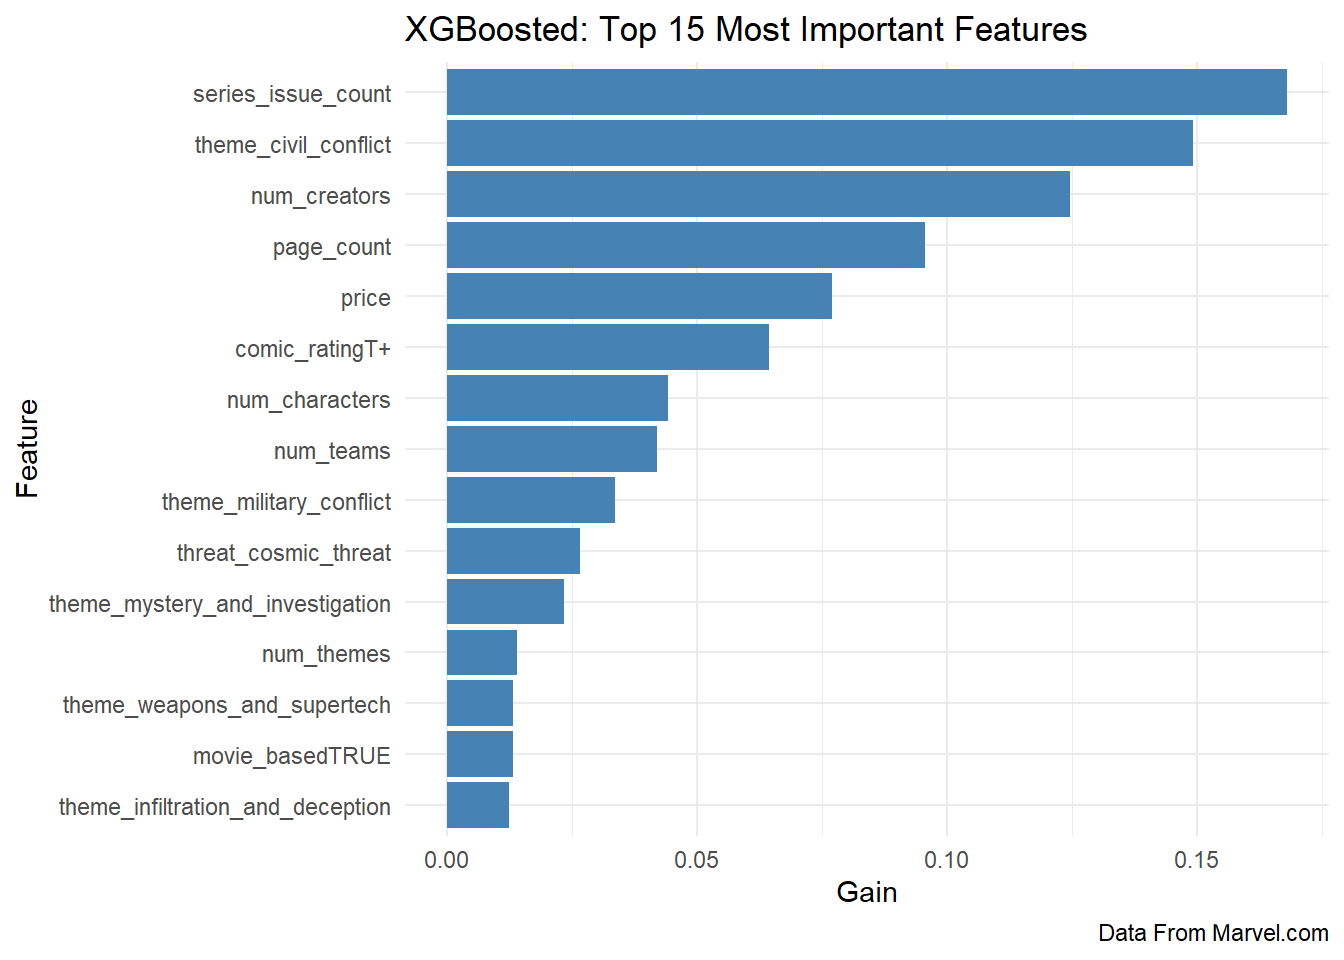 XGBoosted: Top 15 Most Important Features
series_issue_count
theme_civil_conflict
num_creators
page_count
price
comic_ratingT+
num_characters
num_teams
theme_military_conflict
threat_cosmic_threat
theme_mystery_and_investigation
num_themes
theme_weapons_and_supertech
movie_basedTRUE
theme_infiltration_and_deception
Feature
0.00 0.05 0.10 0.15
Gain
Data From Marvel.com